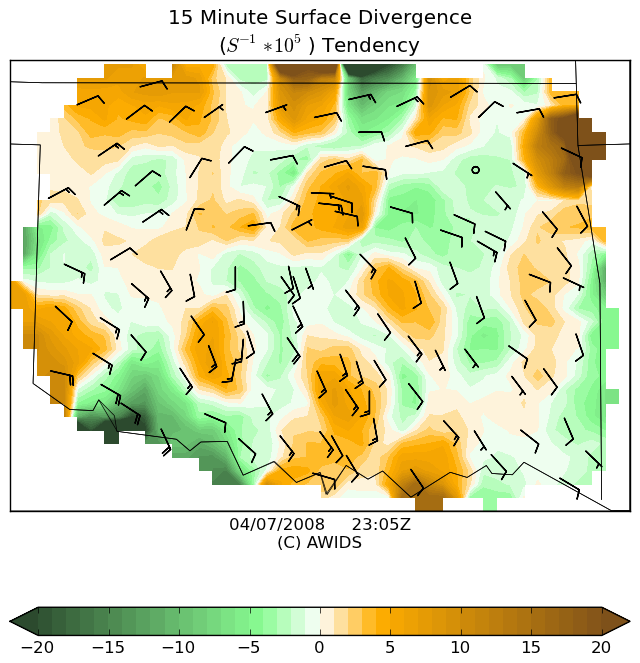 15 Minute Surface Divergence
(S⁻¹ * 10⁵ ) Tendency
04/07/2008 23:05Z
(C) AWIDS
−20 −15 −10 −5 0 5 10 15 20